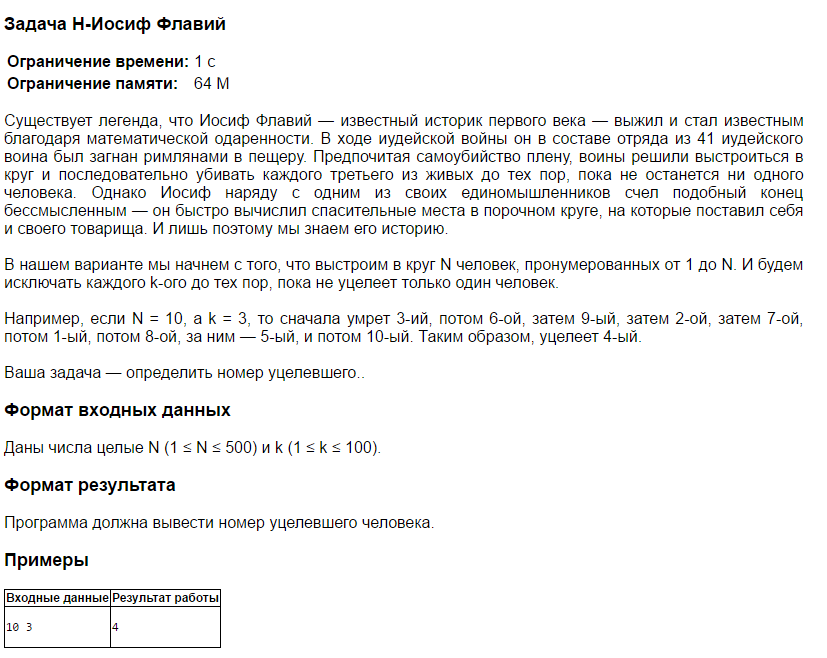 Задача Н-Иосиф Флавий
Ограничение времени: 1 с
Ограничение памяти: 64 М
Существует легенда, что Иосиф Флавий — известный историк первого века — выжил и стал известным
благодаря математической одаренности. В ходе иудейской войны он в составе отряда из 41 иудейского
воина был загнан римлянами в пещеру. Предпочитая самоубийство плену, воины решили выстроиться в
круг и последовательно убивать каждого третьего из живых до тех пор, пока не останется ни одного
человека. Однако Иосиф наряду с одним из своих единомышленников счел подобный конец
бессмысленным — он быстро вычислил спасительные места в порочном круге, на которые поставил себя
и своего товарища. И лишь поэтому мы знаем его историю.
В нашем варианте мы начнем с того, что выстроим в круг N человек, пронумерованных от 1 до N. И будем
исключать каждого k-ого до тех пор, пока не уцелеет только один человек.
Например, если N = 10, а k = 3, то сначала умрет 3-ий, потом 6-ой, затем 9-ый, затем 2-ой, затем 7-ой,
потом 1-ый, потом 8-ой, за ним — 5-ый, и потом 10-ый. Таким образом, уцелеет 4-ый.
Ваша задача — определить номер уцелевшего..
Формат входных данных
Даны числа целые N (1 ≤ N ≤ 500) и k (1 ≤ k ≤ 100).
Формат результата
Программа должна вывести номер уцелевшего человека.
Примеры
Входные данные Результат работы
10 3 4